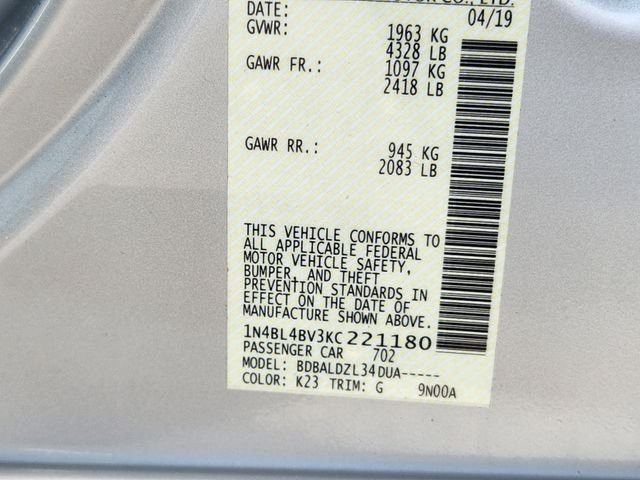 CO., LTD.
DATE: 04/19
GVWR: 1963 KG
4328 LB
GAWR FR.: 1097 KG
2418 LB
GAWR RR.: 945 KG
2083 LB
THIS VEHICLE CONFORMS TO
ALL APPLICABLE FEDERAL
MOTOR VEHICLE SAFETY,
BUMPER, AND THEFT
PREVENTION STANDARDS IN
EFFECT ON THE DATE OF
MANUFACTURE SHOWN ABOVE.
1N4BL4BV3KC221180
PASSENGER CAR 702
MODEL: BDBALDZL34DUA-----
COLOR: K23 TRIM: G 9N00A